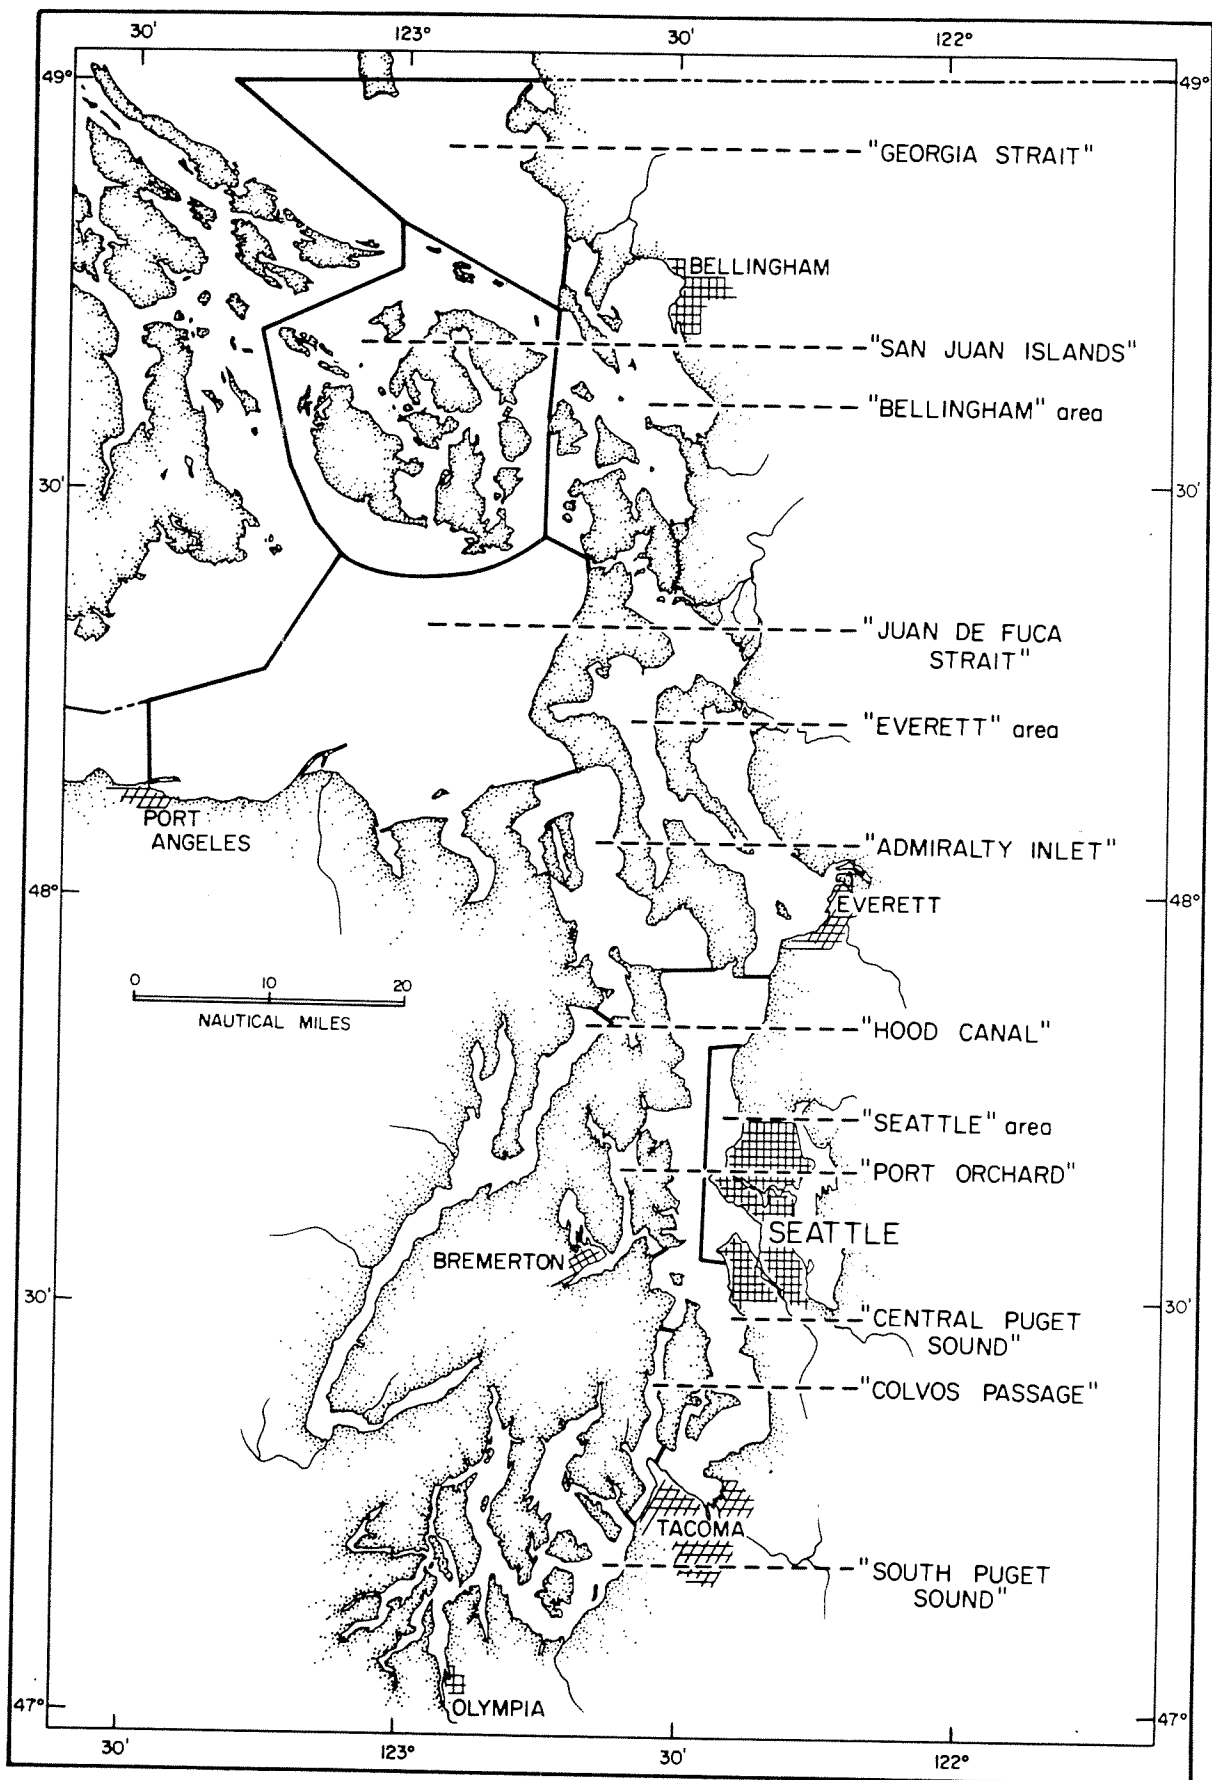 30'
123°
30'
122°
49°
49°
"GEORGIA STRAIT"
BELLINGHAM
"SAN JUAN ISLANDS"
"BELLINGHAM" area
30'
30'
"JUAN DE FUCA
STRAIT"
"EVERETT" area
PORT
ANGELES
"ADMIRALTY INLET"
48°
48°
EVERETT
0
10
20
NAUTICAL MILES
"HOOD CANAL"
"SEATTLE" area
"PORT ORCHARD"
SEATTLE
BREMERTON
30'
30'
"CENTRAL PUGET
SOUND"
"COLVOS PASSAGE"
TACOMA
"SOUTH PUGET
SOUND"
OLYMPIA
47°
47°
30'
123°
30'
122°